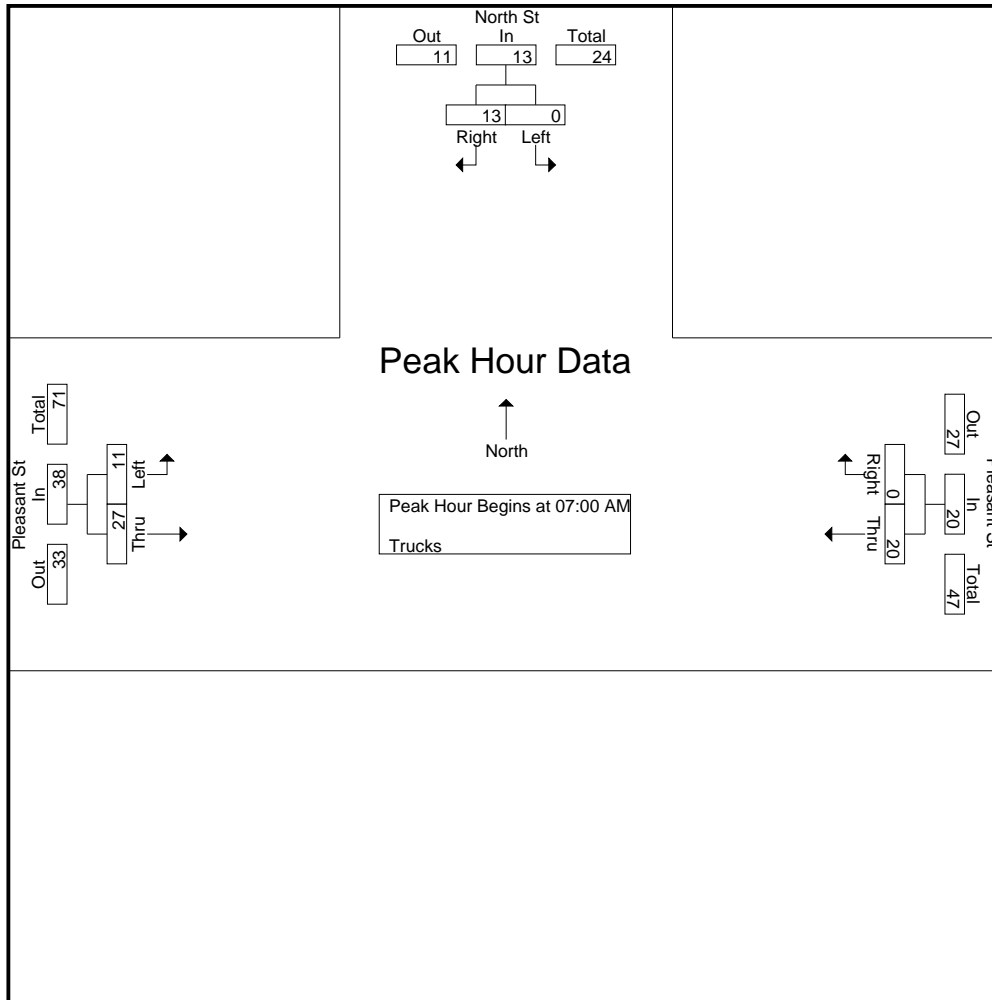 North St
Out In Total
11 13 24
13 0
Right Left
Peak Hour Data
North
Peak Hour Begins at 07:00 AM
Trucks
Pleasant St
Out In Total
33 38 71
11 27
Left Thru
Pleasant St
Out In Total
27 20 47
Right Thru
0 20